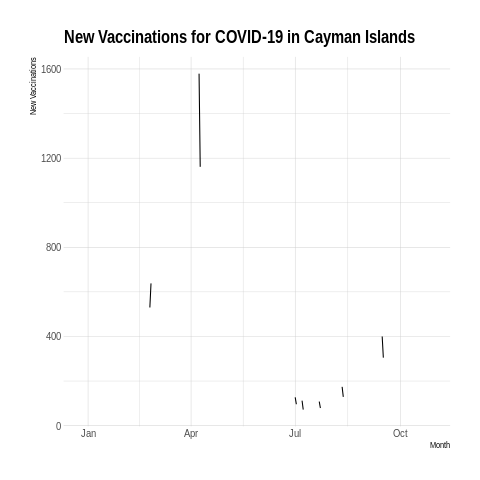 New Vaccinations for COVID-19 in Cayman Islands
New Vaccinations
1600
1200
800
400
0
Jan Apr Jul Oct
Month